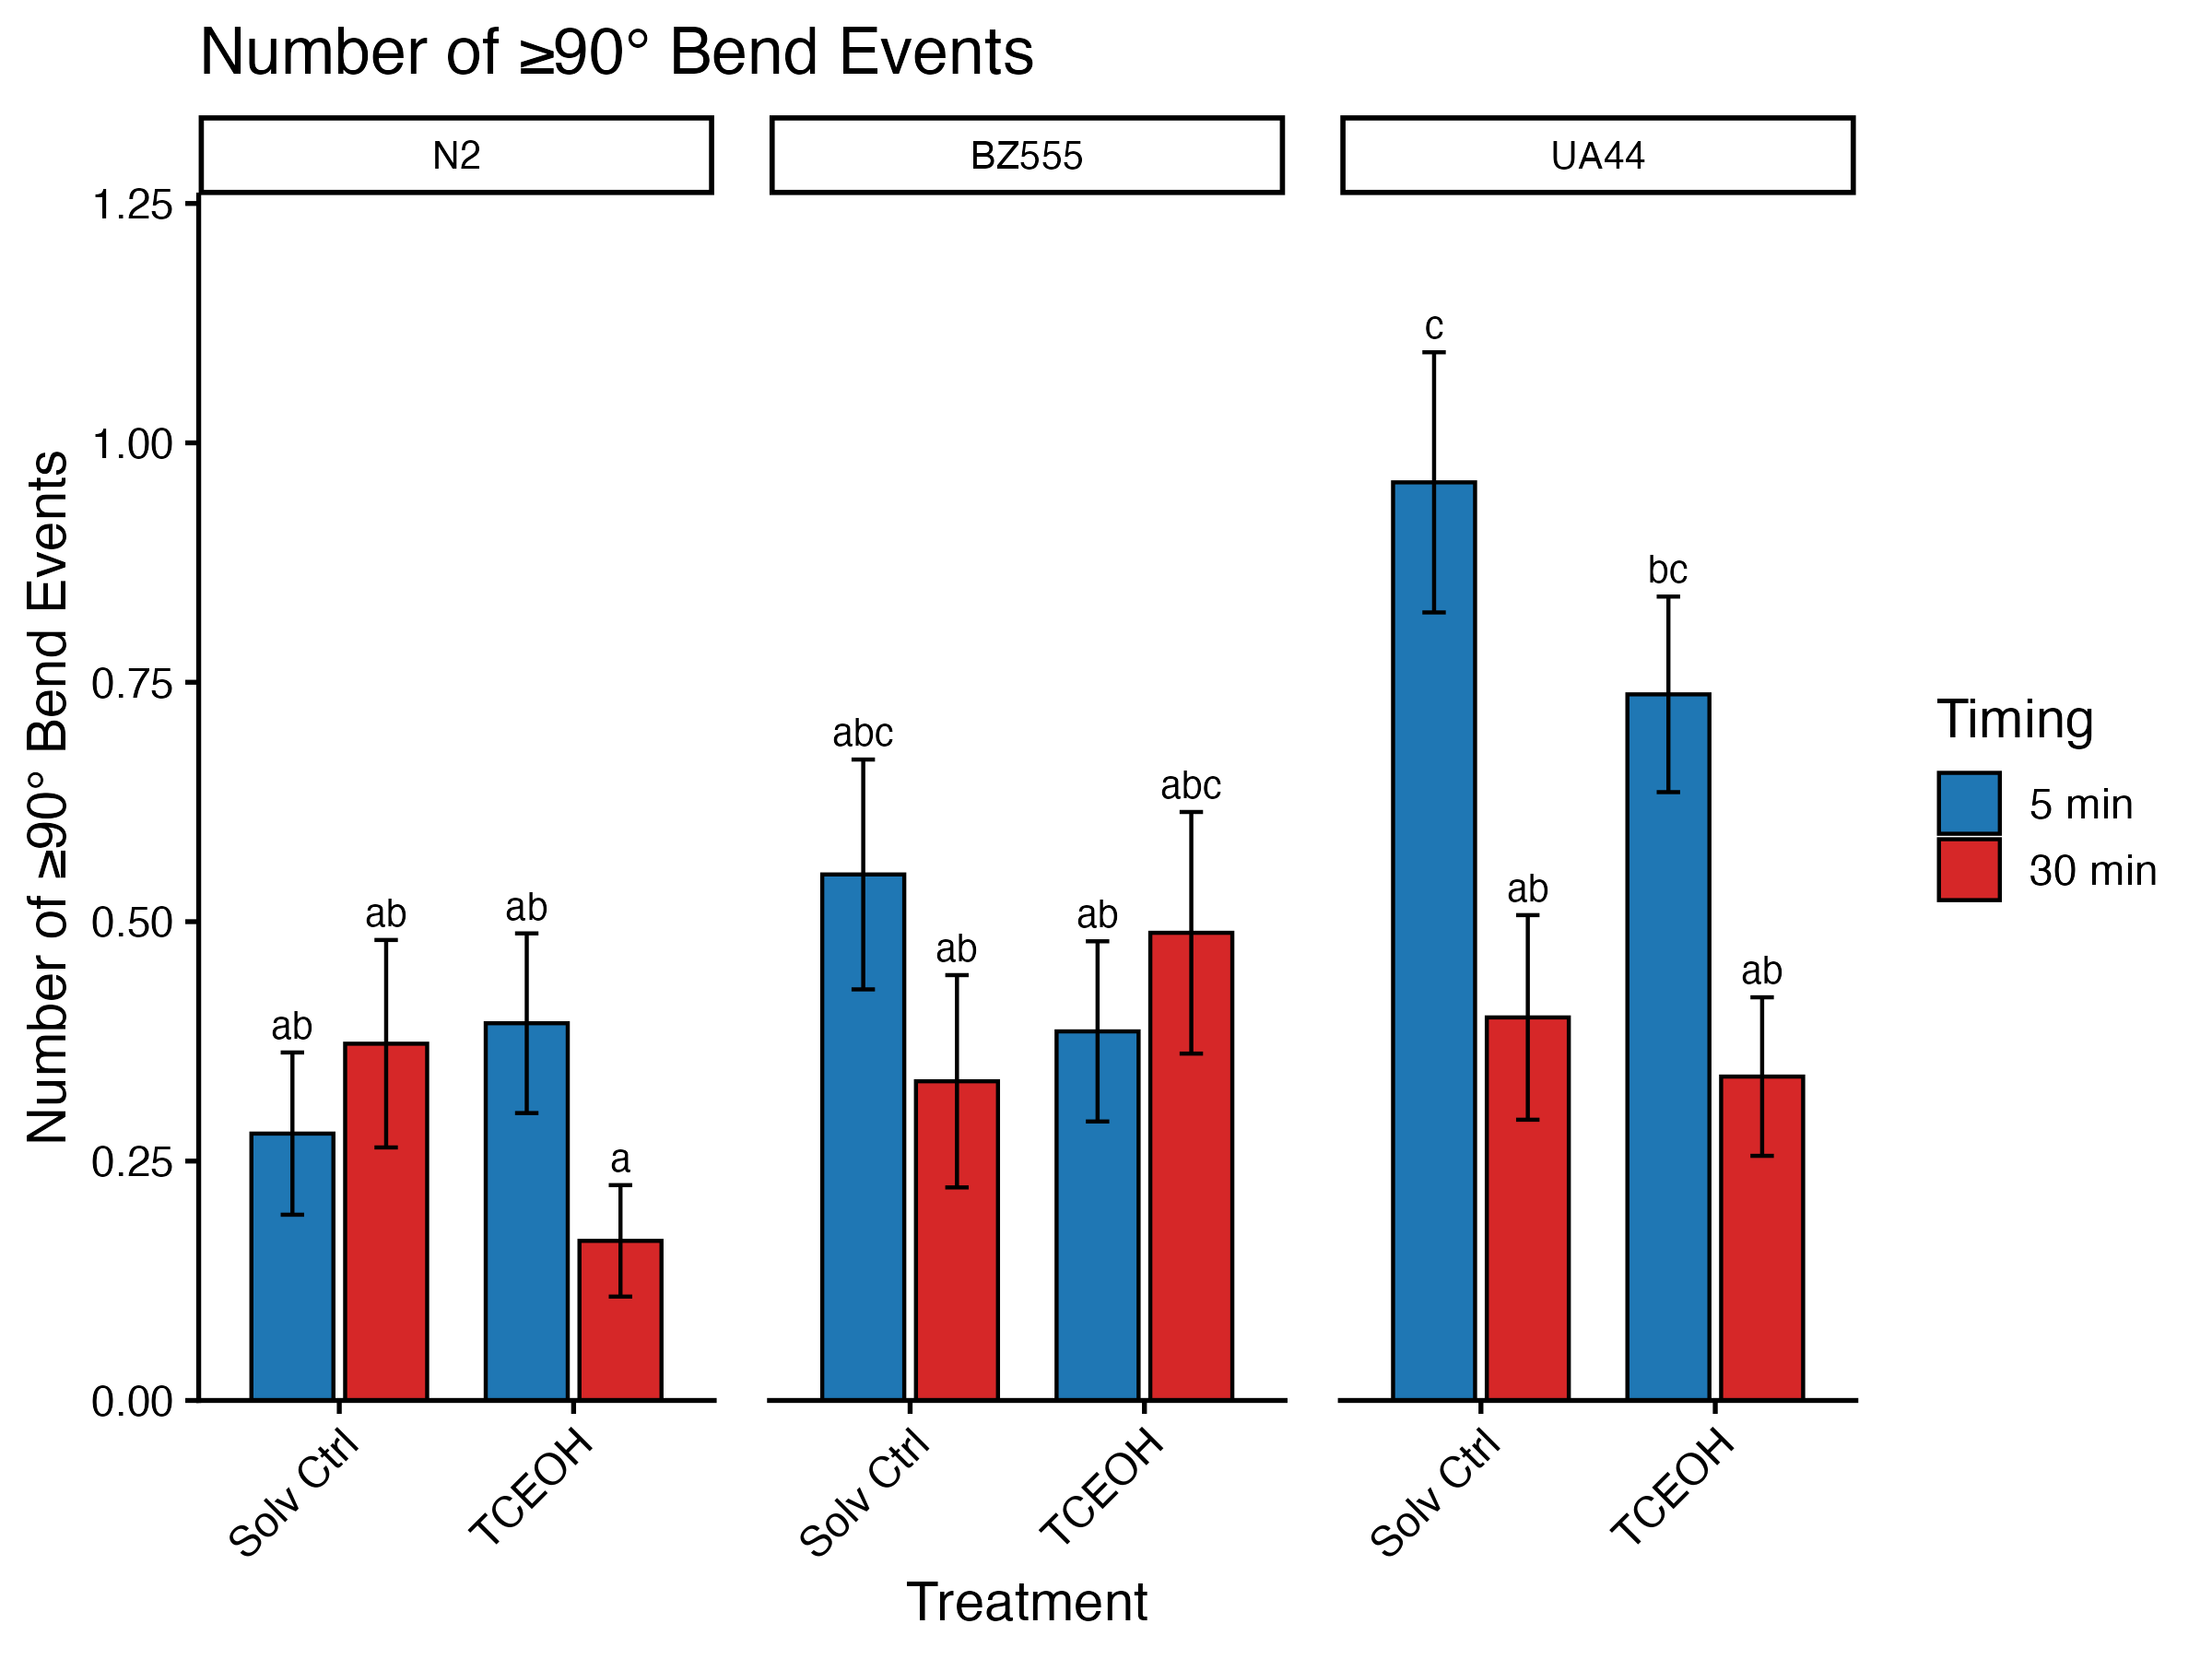 Number of ≥90° Bend Events
N2
BZ555
UA44
Number of ≥90° Bend Events
1.25
1.00
0.75
0.50
0.25
0.00
ab
ab
ab
a
abc
ab
ab
abc
c
ab
bc
ab
Solv Ctrl
TCEOH
Solv Ctrl
TCEOH
Solv Ctrl
TCEOH
Treatment
Timing
5 min
30 min